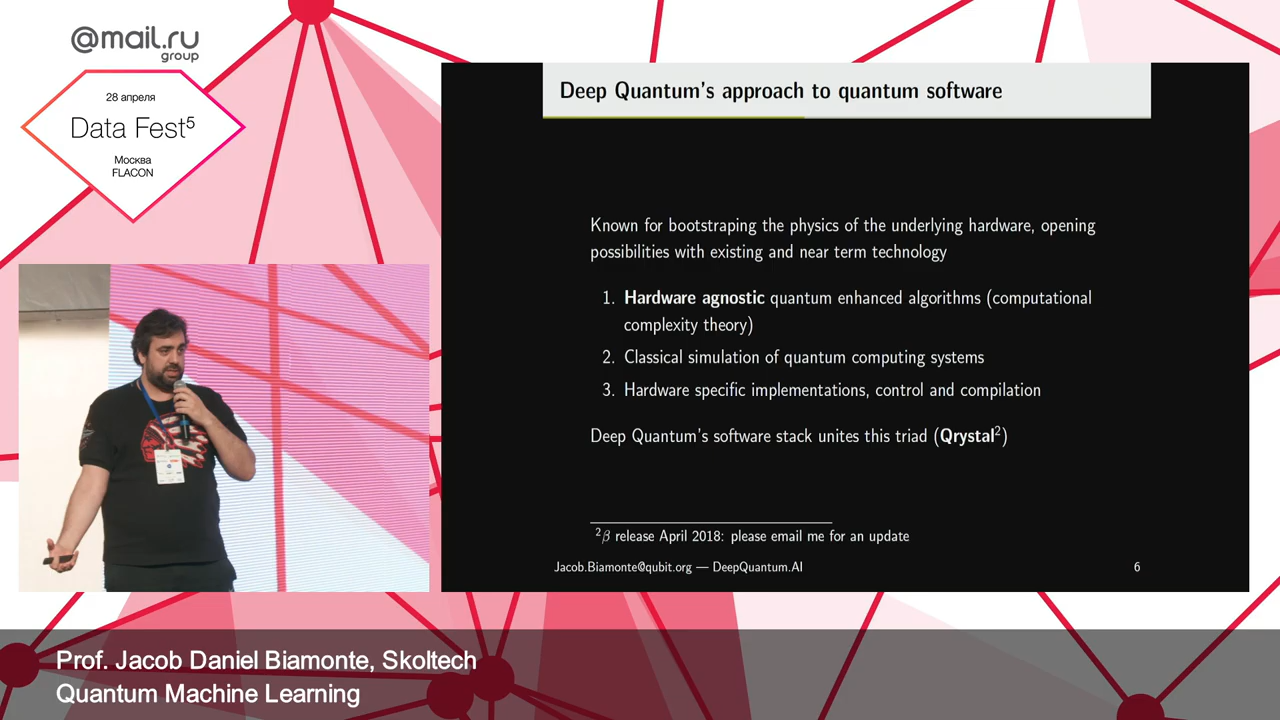 @mail.ru
group
28 апреля
Data Fest⁵
Москва
FLACON
Deep Quantum's approach to quantum software
Known for bootstraping the physics of the underlying hardware, opening
possibilities with existing and near term technology
1. Hardware agnostic quantum enhanced algorithms (computational
complexity theory)
2. Classical simulation of quantum computing systems
3. Hardware specific implementations, control and compilation
Deep Quantum's software stack unites this triad (Qrystal²)
²β release April 2018: please email me for an update
Jacob.Biamonte@qubit.org — DeepQuantum.AI
6
Prof. Jacob Daniel Biamonte, Skoltech
Quantum Machine Learning